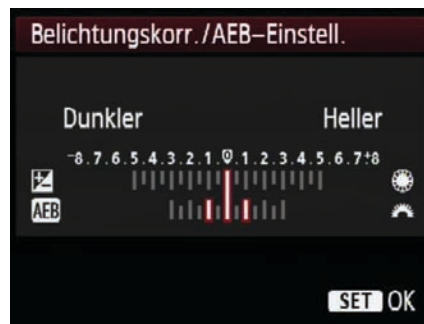 Belichtungskorr./AEB-Einstell.
Dunkler Heller
-8.7.6.5.4.3.2.1.0.1.2.3.4.5.6.7.+8
AEB
SET OK